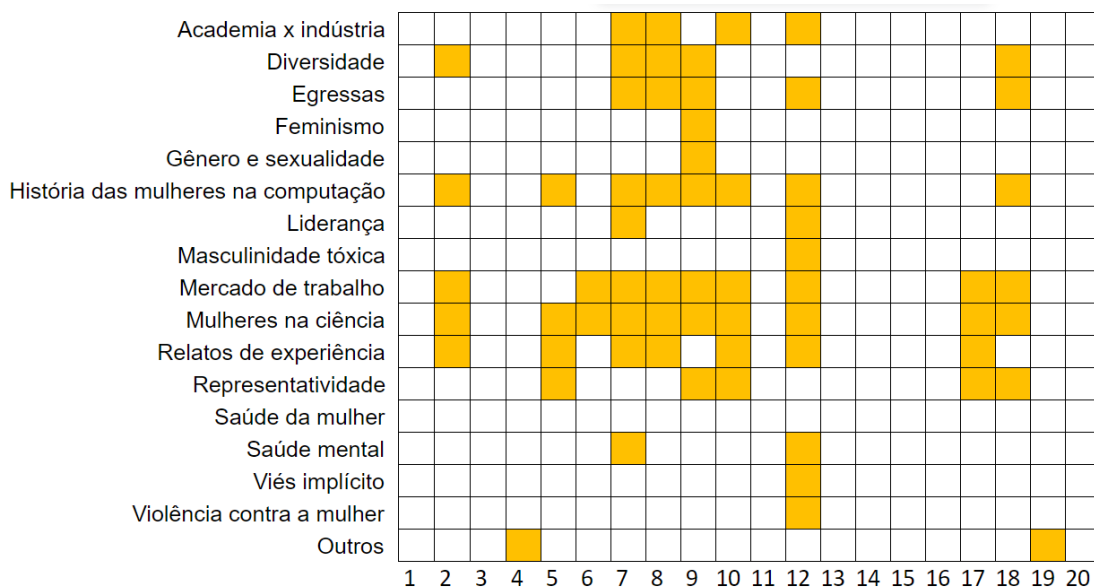 Academia x indústria
Diversidade
Egressas
Feminismo
Gênero e sexualidade
História das mulheres na computação
Liderança
Masculinidade tóxica
Mercado de trabalho
Mulheres na ciência
Relatos de experiência
Representatividade
Saúde da mulher
Saúde mental
Viés implícito
Violência contra a mulher
Outros
1 2 3 4 5 6 7 8 9 10 11 12 13 14 15 16 17 18 19 20